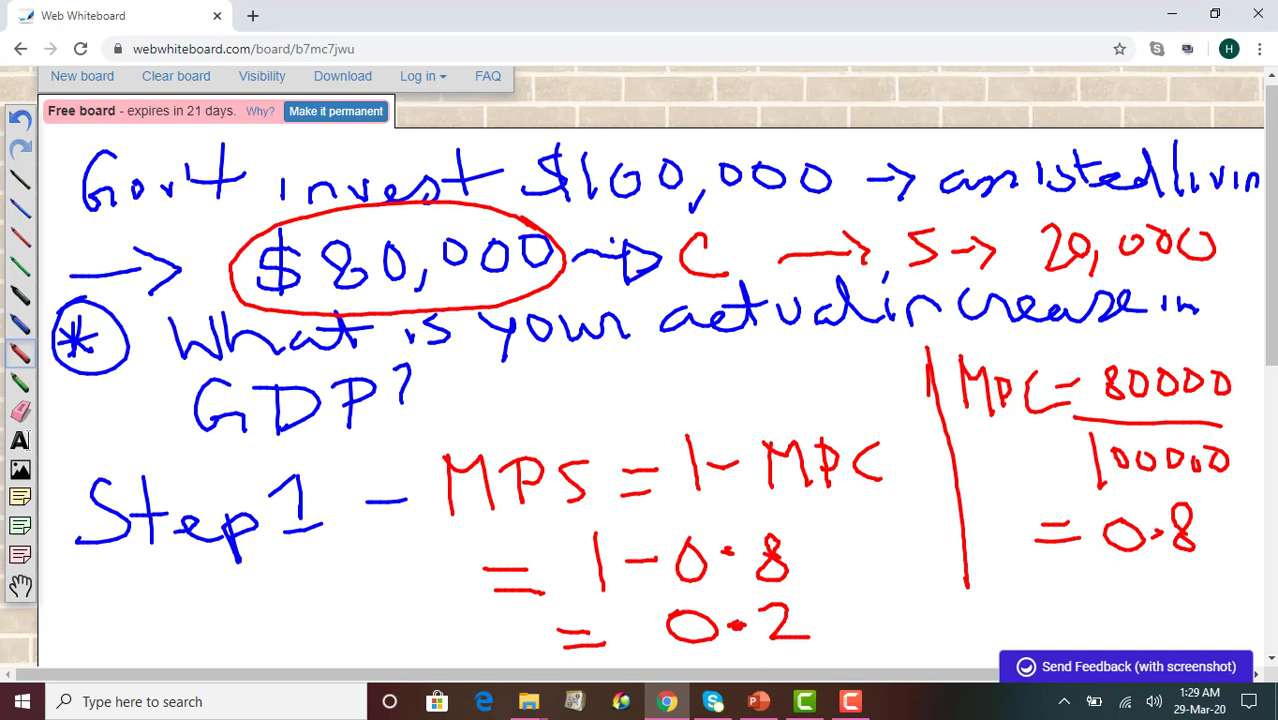 Web Whiteboard
webwhiteboard.com/board/b7mc7jwu
H
New board Clear board Visibility Download Log in FAQ
Free board - expires in 21 days. Why? Make it permanent
Gov't invest $100,000 → assisted livin
→ $80,000 → C → S → 20,000
* What is your actual increase in
GDP?
MPC = 80000
100000
= 0.8
Step 1 - MPS = 1 - MPC
= 1 - 0.8
= 0.2
A
Send Feedback (with screenshot)
Type here to search
1:29 AM
29-Mar-20